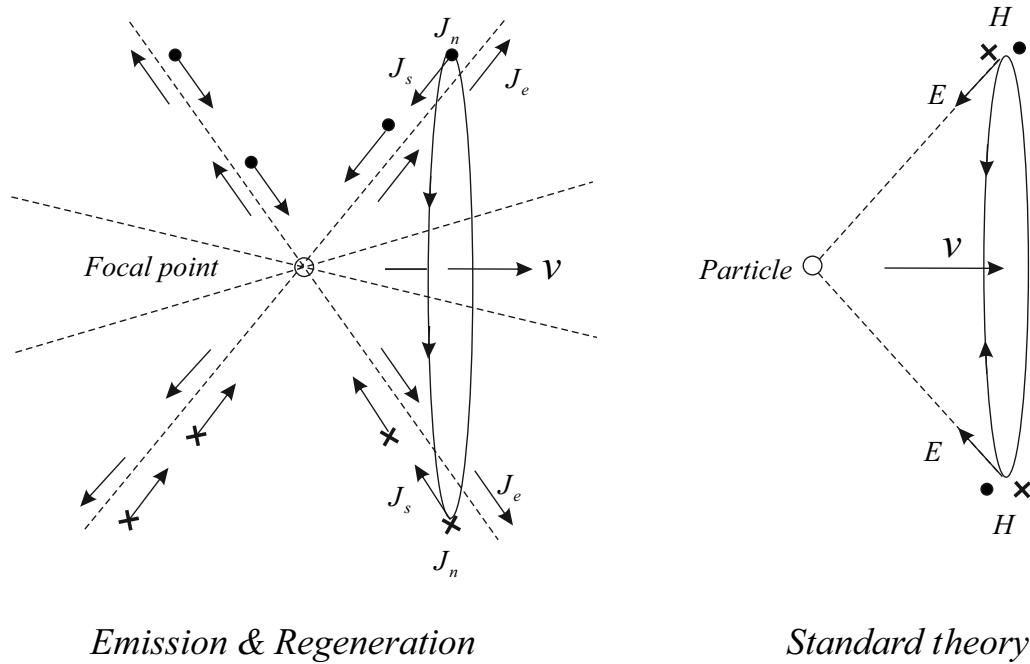 J_n
H
J_s
J_e
E
Focal point
v
Particle
v
J_s
J_e
E
J_n
H
Emission & Regeneration
Standard theory